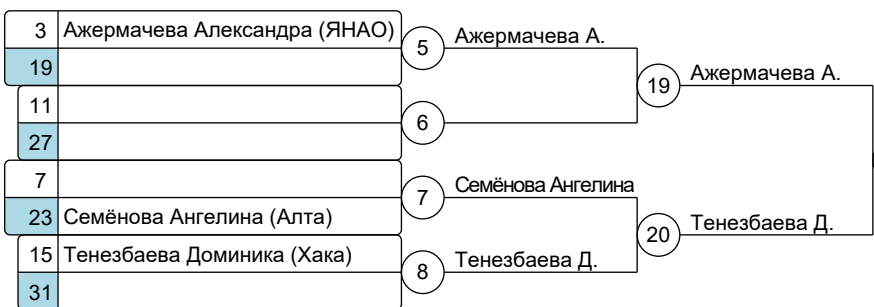 3 Ажермачева Александра (ЯНАО)
5 Ажермачева А.
19
19 Ажермачева А.
11
6
27
7
7 Семёнова Ангелина
23 Семёнова Ангелина (Алта)
20 Тенезбаева Д.
15 Тенезбаева Доминика (Хака)
8 Тенезбаева Д.
31